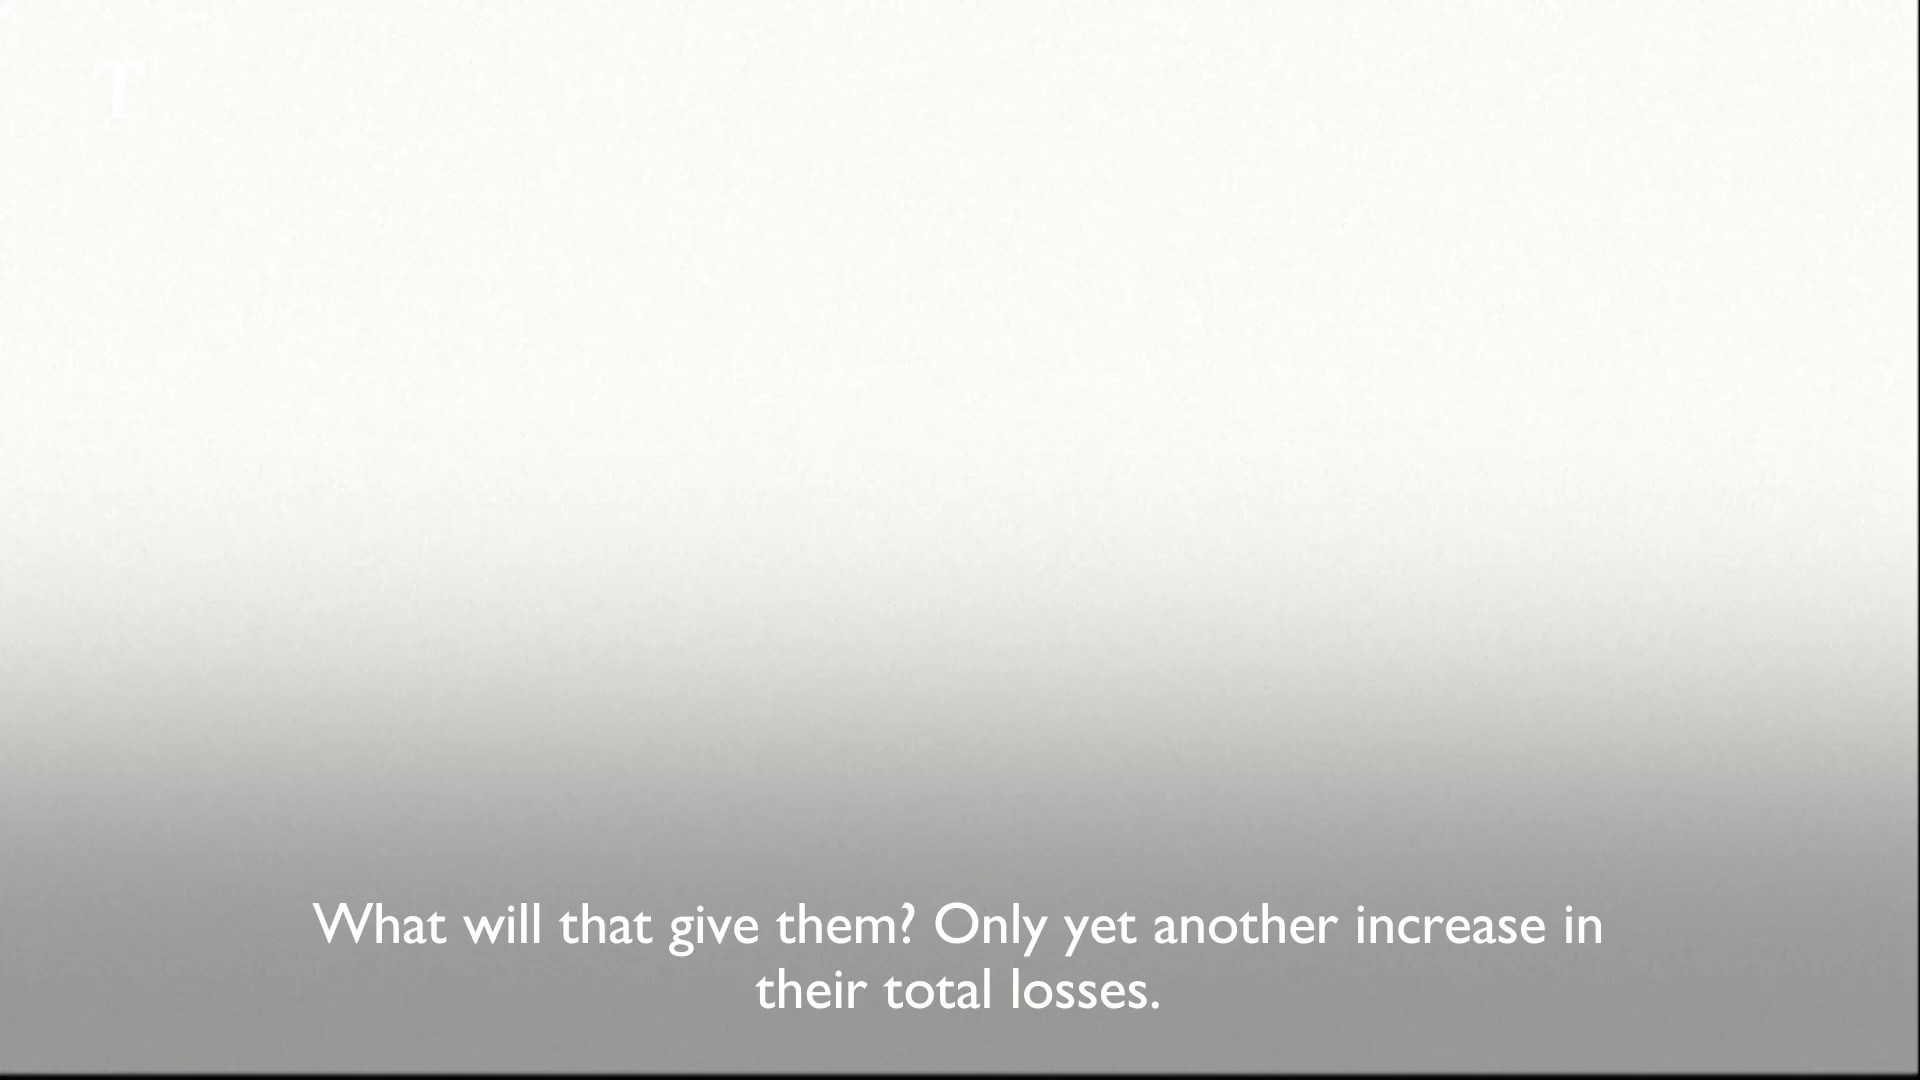 T
What will that give them? Only yet another increase in
their total losses.